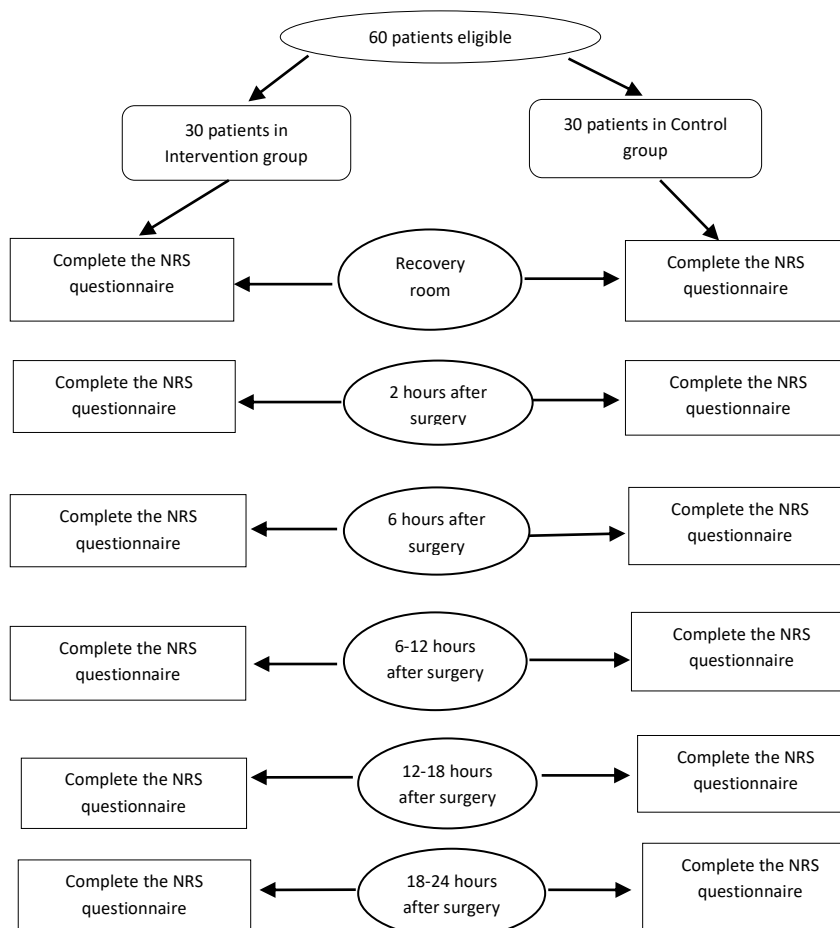 60 patients eligible
30 patients in
Intervention group
30 patients in Control
group
Complete the NRS
questionnaire
Recovery
room
Complete the NRS
questionnaire
Complete the NRS
questionnaire
2 hours after
surgery
Complete the NRS
questionnaire
Complete the NRS
questionnaire
6 hours after
surgery
Complete the NRS
questionnaire
Complete the NRS
questionnaire
6-12 hours
after surgery
Complete the NRS
questionnaire
Complete the NRS
questionnaire
12-18 hours
after surgery
Complete the NRS
questionnaire
Complete the NRS
questionnaire
18-24 hours
after surgery
Complete the NRS
questionnaire